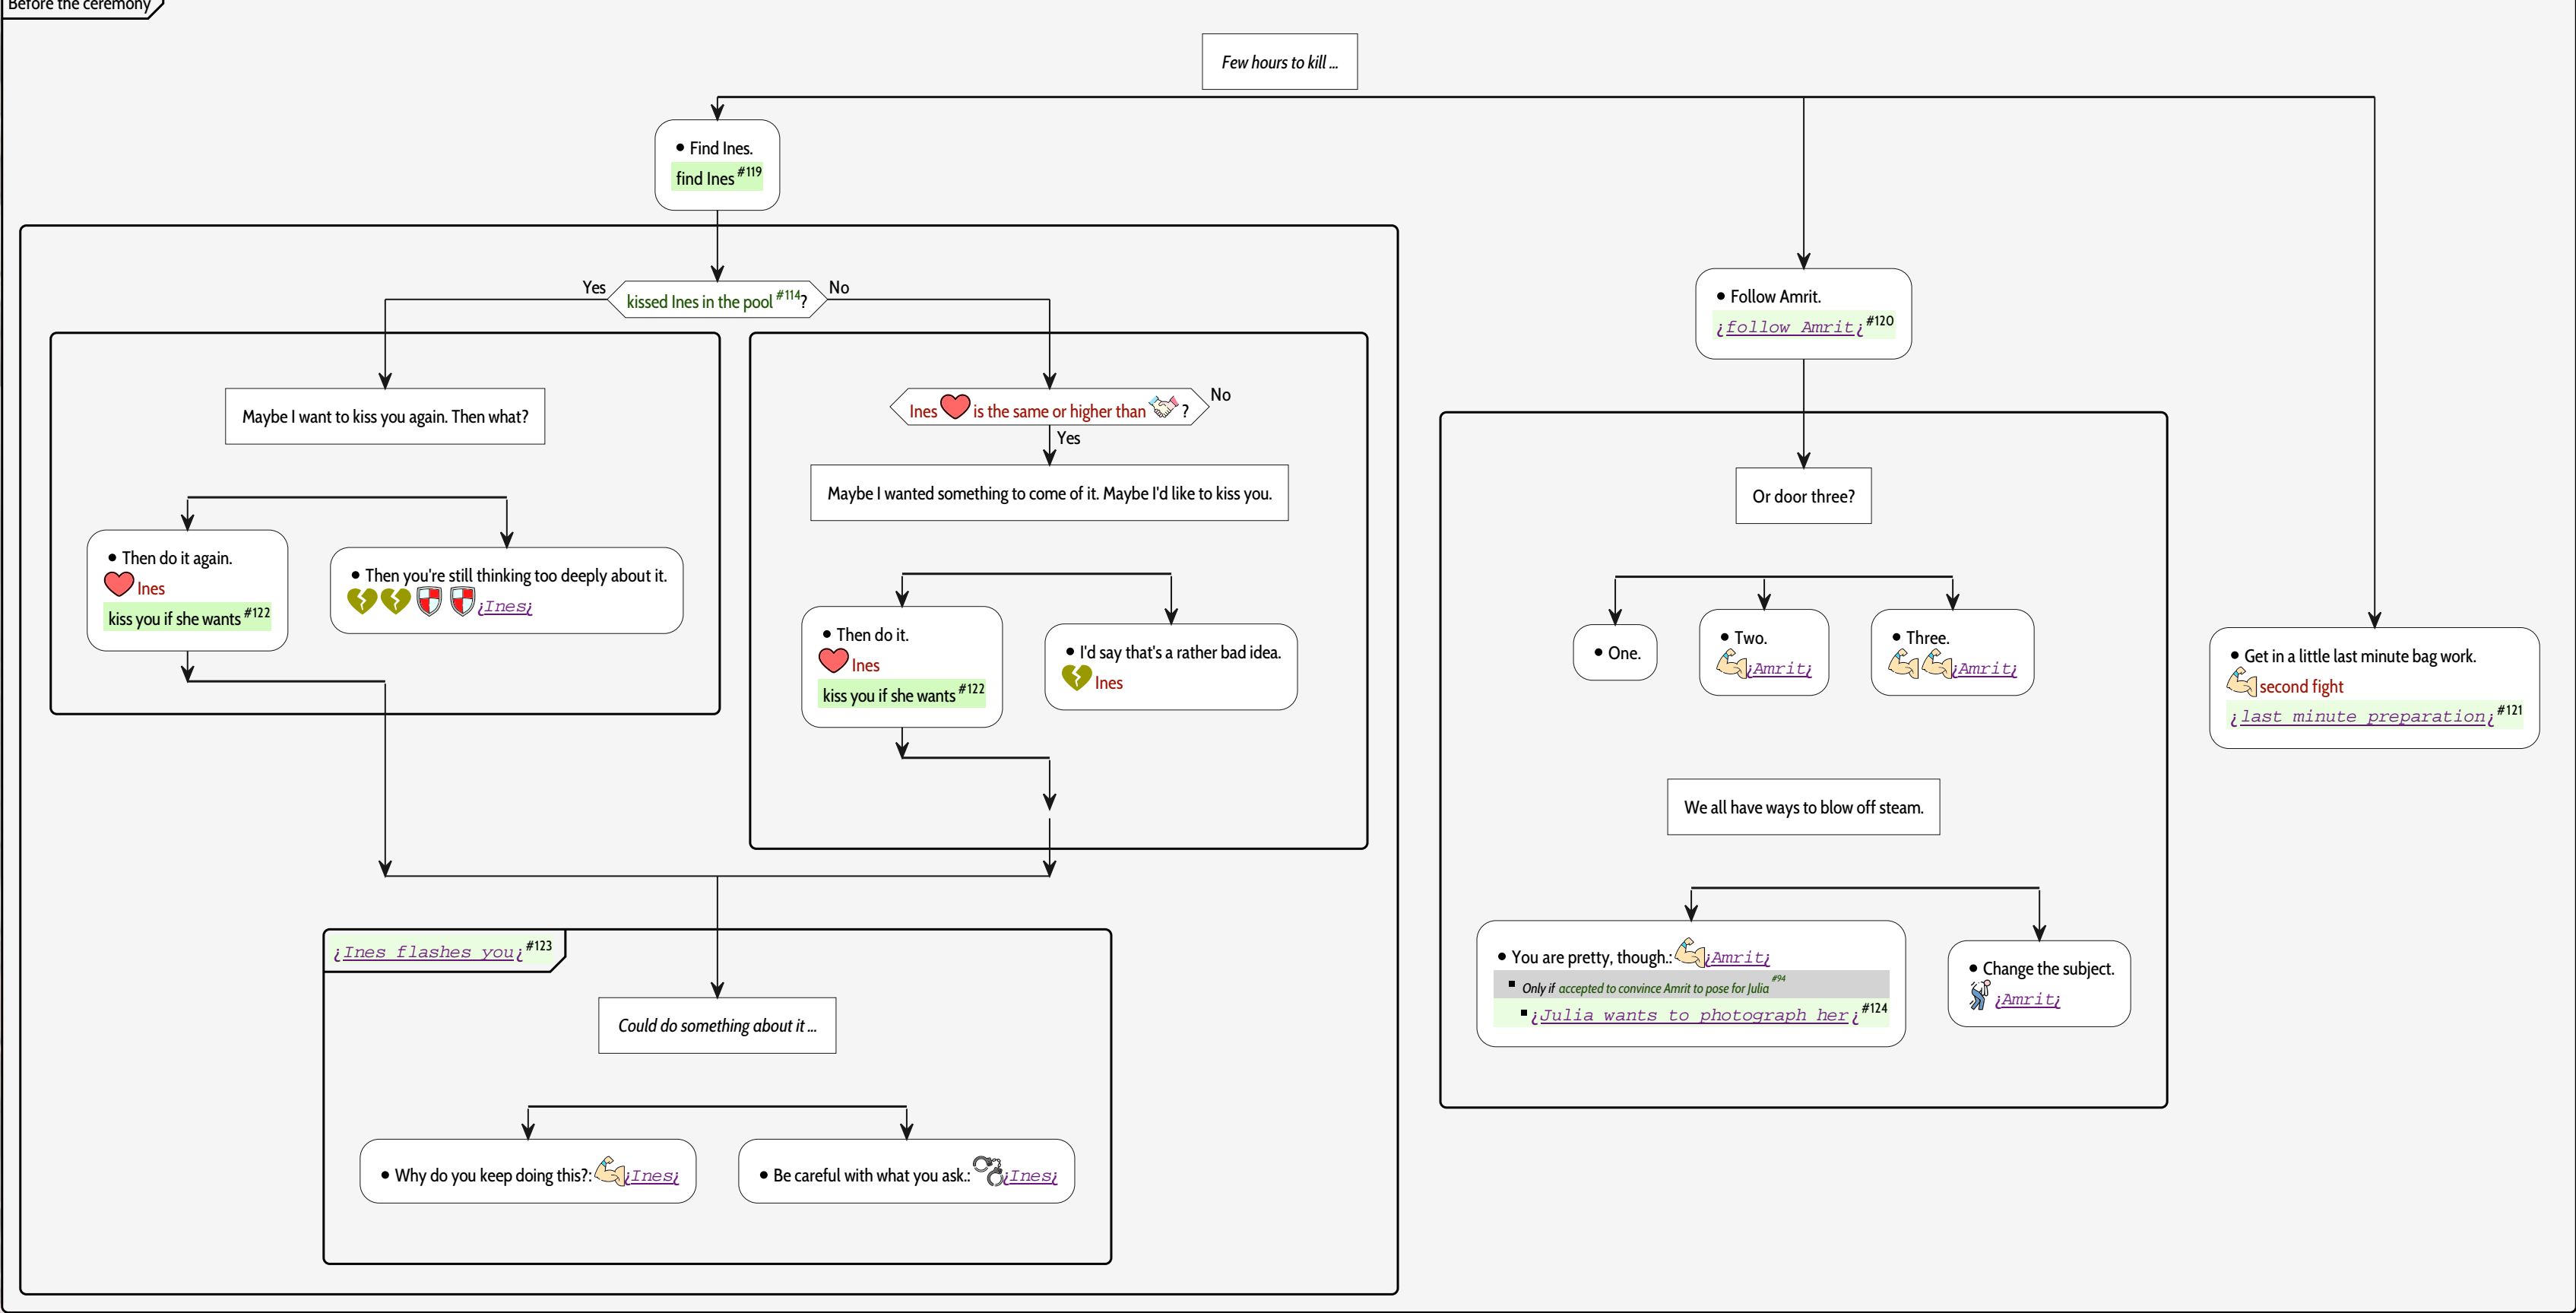 Before the ceremony
Few hours to kill ...
• Find Ines.
find Ines #119
Yes
kissed Ines in the pool #114?
No
Maybe I want to kiss you again. Then what?
• Then do it again.
Ines
kiss you if she wants #122
• Then you're still thinking too deeply about it.
¿Ines¿
Ines is the same or higher than ?
No
Yes
Maybe I wanted something to come of it. Maybe I'd like to kiss you.
• Then do it.
Ines
kiss you if she wants #122
• I'd say that's a rather bad idea.
Ines
¿Ines flashes you¿ #123
Could do something about it ...
• Why do you keep doing this?: ¿Ines¿
• Be careful with what you ask.: ¿Ines¿
• Follow Amrit.
¿follow Amrit¿ #120
Or door three?
• One.
• Two.
¿Amrit¿
• Three.
¿Amrit¿
We all have ways to blow off steam.
• You are pretty, though.: ¿Amrit¿
▪ Only if accepted to convince Amrit to pose for Julia #94
▪ ¿Julia wants to photograph her¿ #124
• Change the subject.
¿Amrit¿
• Get in a little last minute bag work.
second fight
¿last minute preparation¿ #121